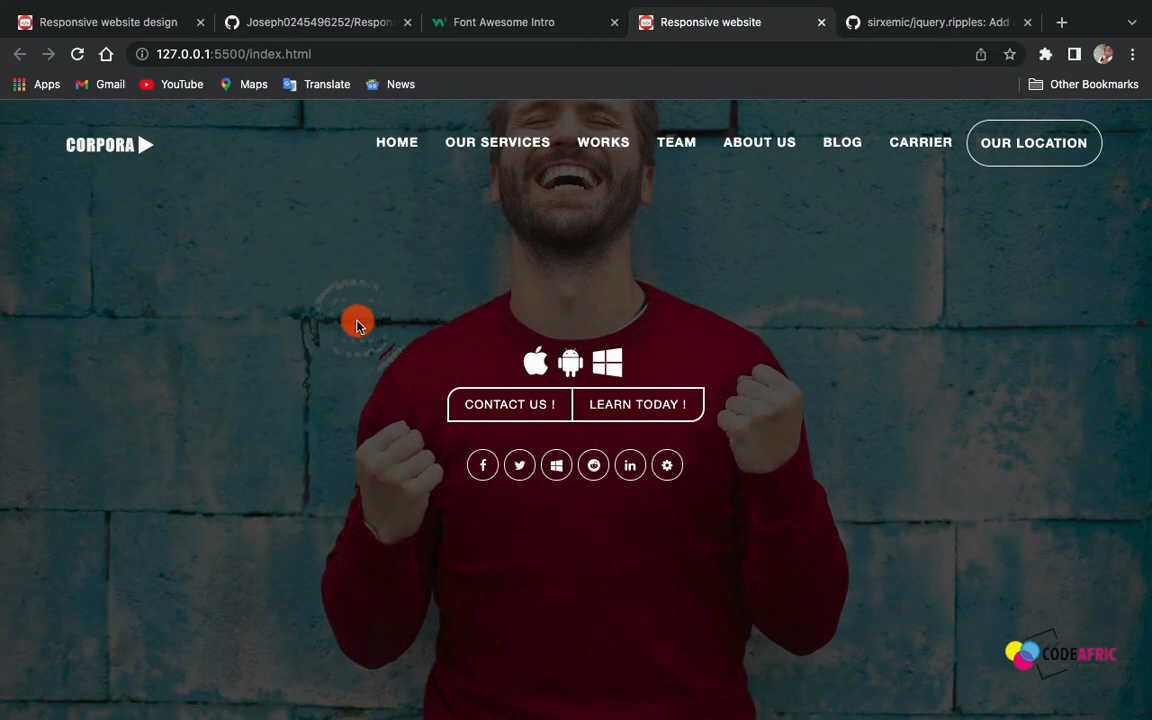 Responsive website design
Joseph0245496252/Respon
Font Awesome Intro
Responsive website
sirxemic/jquery.ripples: Add
127.0.0.1:5500/index.html
Apps
Gmail
YouTube
Maps
Translate
News
Other Bookmarks
CORPORA
HOME
OUR SERVICES
WORKS
TEAM
ABOUT US
BLOG
CARRIER
OUR LOCATION
CONTACT US !
LEARN TODAY !
CODEAFRIC